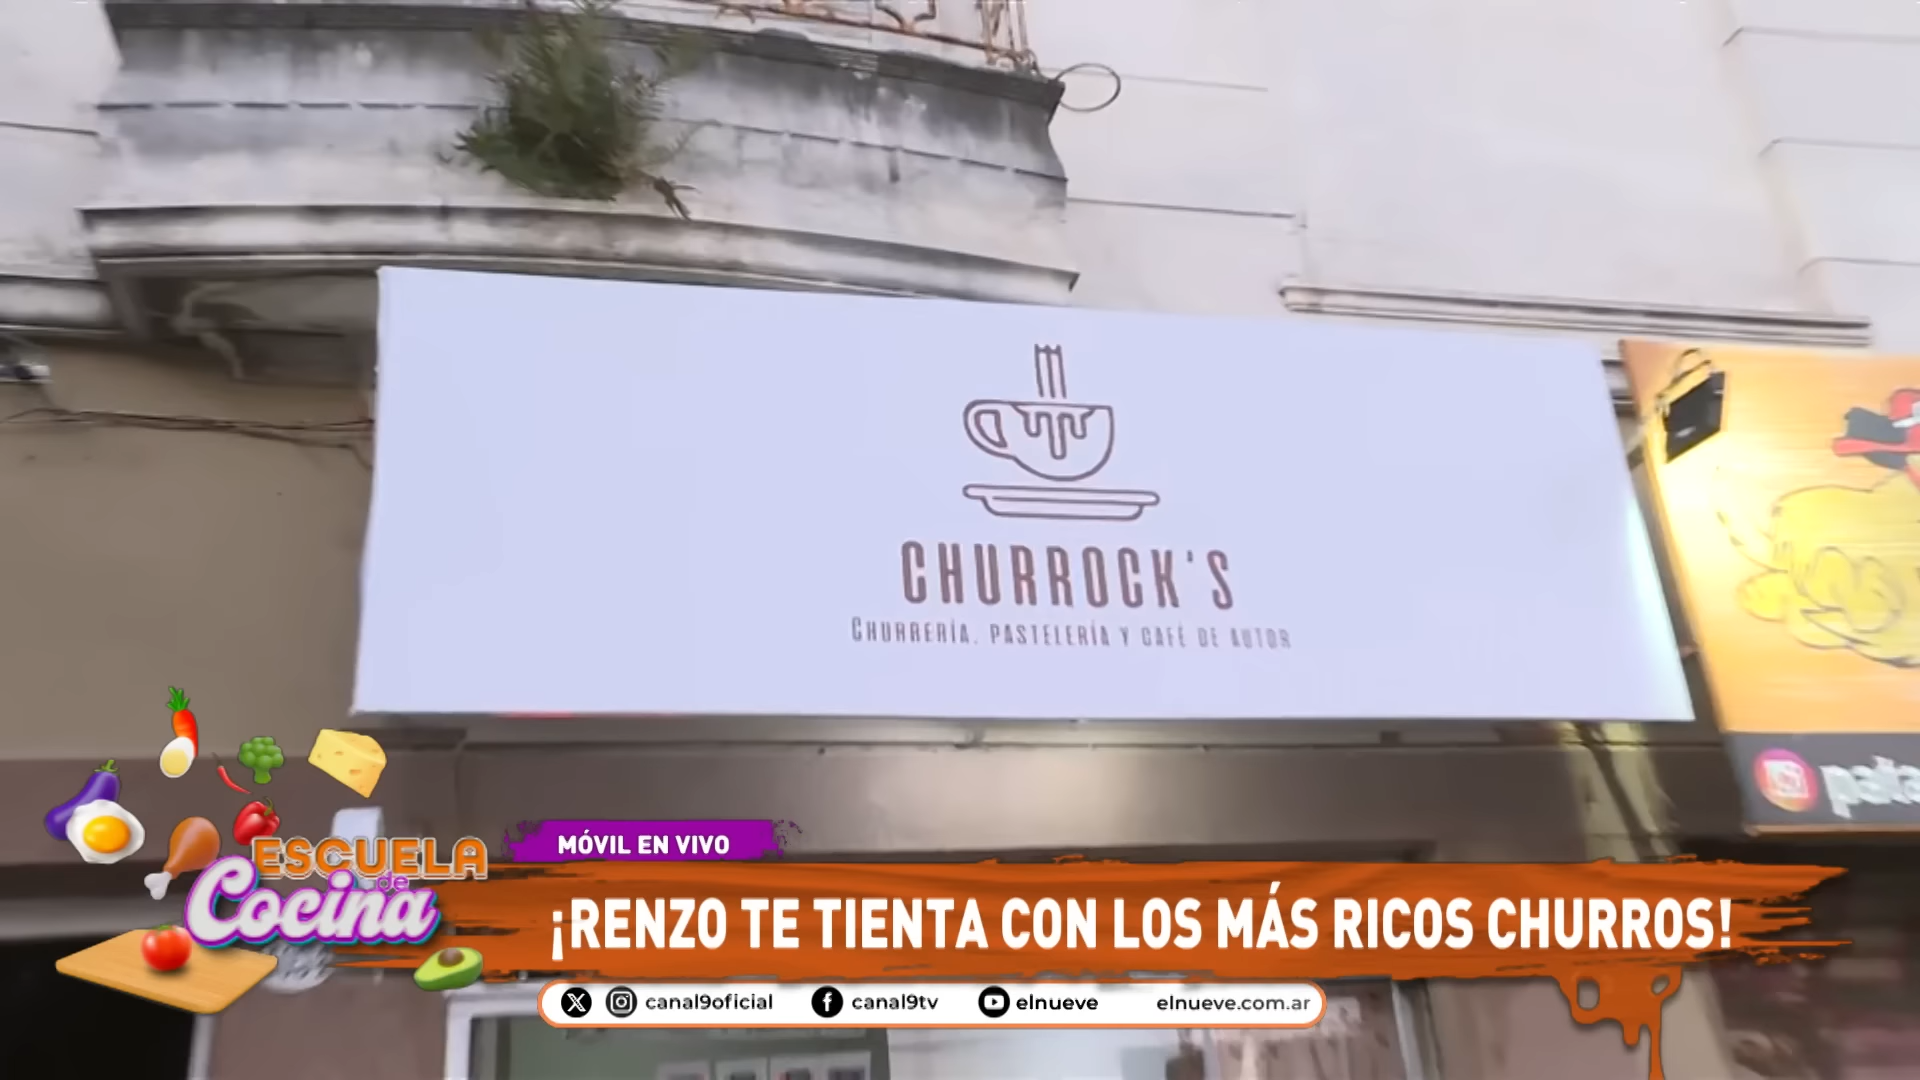 CHURROCK'S
CHURRERÍA, PASTELERÍA Y CAFÉ DE AUTOR
ESCUELA
de
Cocina
MÓVIL EN VIVO
¡RENZO TE TIENTA CON LOS MÁS RICOS CHURROS!
canal9oficial canal9tv elnueve elnueve.com.ar